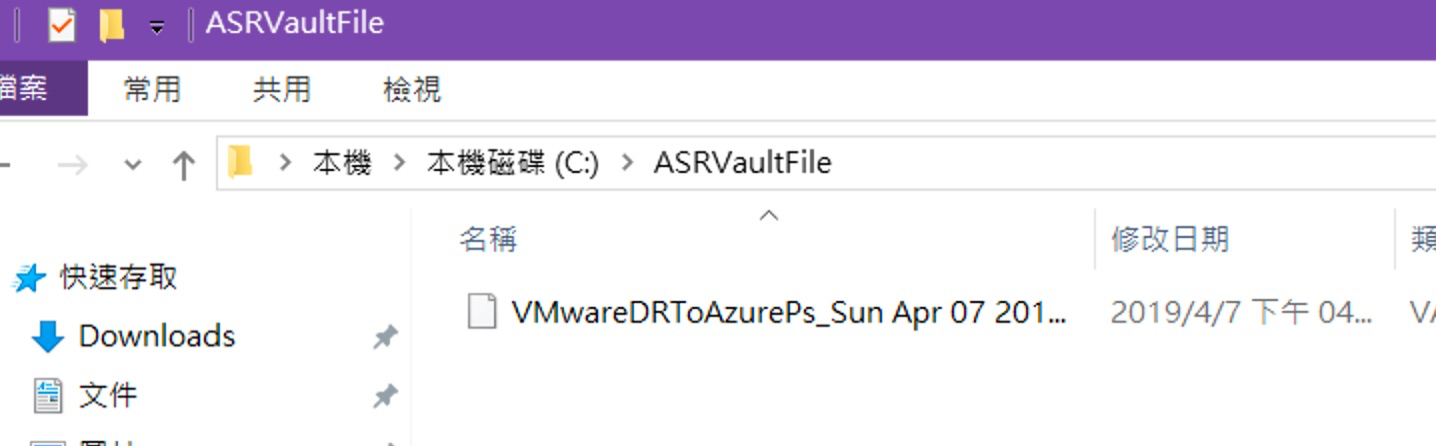 ASRVaultFile
檔案 常用 共用 檢視
本機 本機磁碟 (C:) ASRVaultFile
名稱 修改日期 類
快速存取
VMwareDRToAzurePs_Sun Apr 07 201... 2019/4/7 下午 04... VA
Downloads
文件